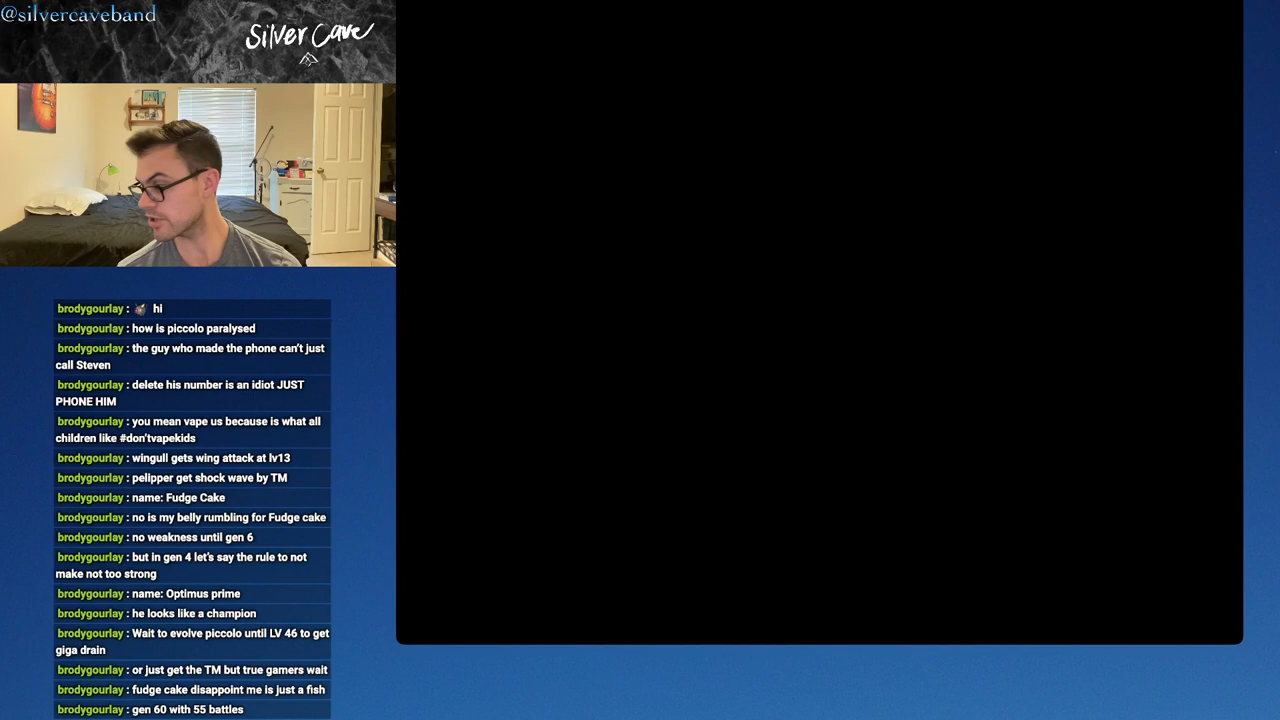 @silvercaveband
Silver Cave
brodygourlay : hi
brodygourlay : how is piccolo paralysed
brodygourlay : the guy who made the phone can't just
call Steven
brodygourlay : delete his number is an idiot JUST
PHONE HIM
brodygourlay : you mean vape us because is what all
children like #don'tvapekids
brodygourlay : wingull gets wing attack at lv13
brodygourlay : pelipper get shock wave by TM
brodygourlay : name: Fudge Cake
brodygourlay : no is my belly rumbling for Fudge cake
brodygourlay : no weakness until gen 6
brodygourlay : but in gen 4 let's say the rule to not
make not too strong
brodygourlay : name: Optimus prime
brodygourlay : he looks like a champion
brodygourlay : Wait to evolve piccolo until LV 46 to get
giga drain
brodygourlay : or just get the TM but true gamers wait
brodygourlay : fudge cake disappoint me is just a fish
brodygourlay : gen 60 with 55 battles